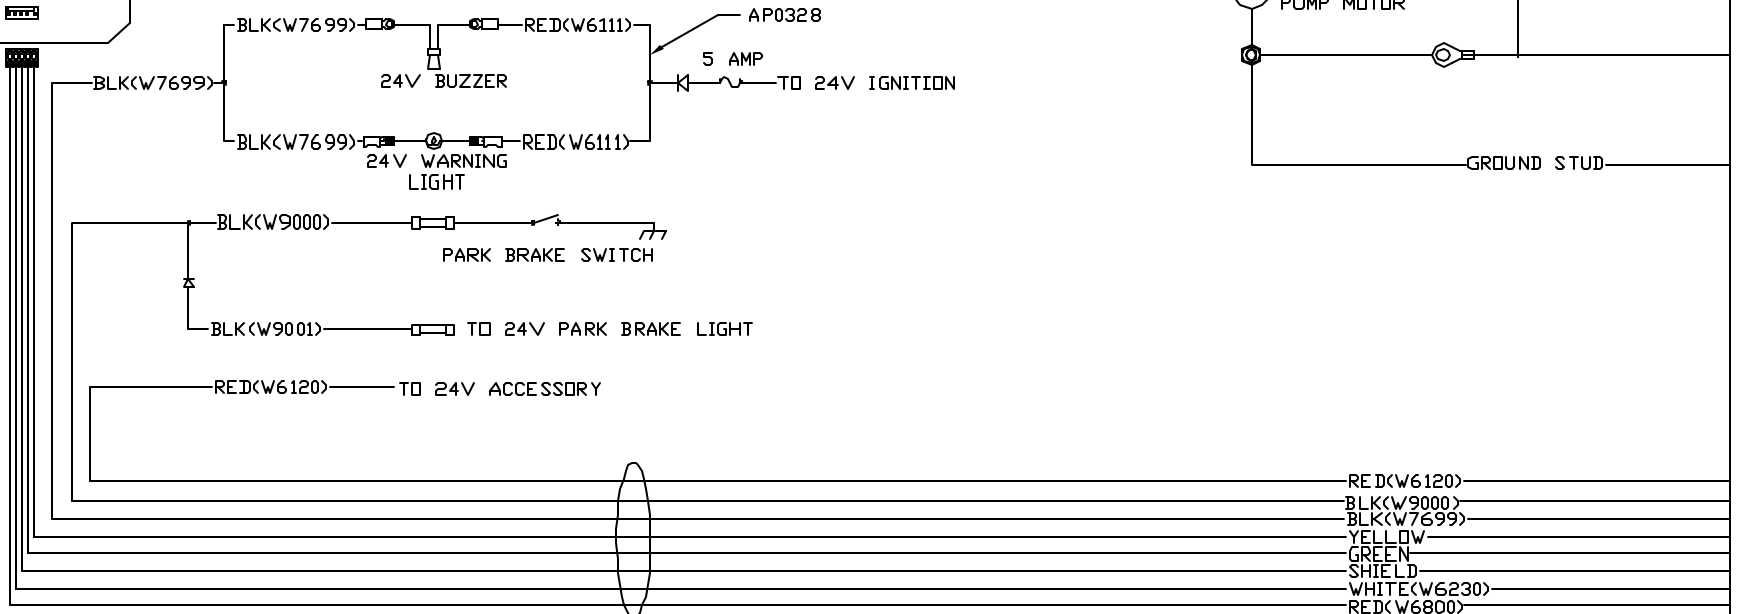 PUMP MOTOR
BLK(W7699)
RED(W6111)
AP0328
5 AMP
24V BUZZER
BLK(W7699)
TO 24V IGNITION
BLK(W7699)
RED(W6111)
24V WARNING
LIGHT
GROUND STUD
BLK(W9000)
PARK BRAKE SWITCH
BLK(W9001)
TO 24V PARK BRAKE LIGHT
RED(W6120)
TO 24V ACCESSORY
RED(W6120)
BLK(W9000)
BLK(W7699)
YELLOW
GREEN
SHIELD
WHITE(W6230)
RED(W6800)